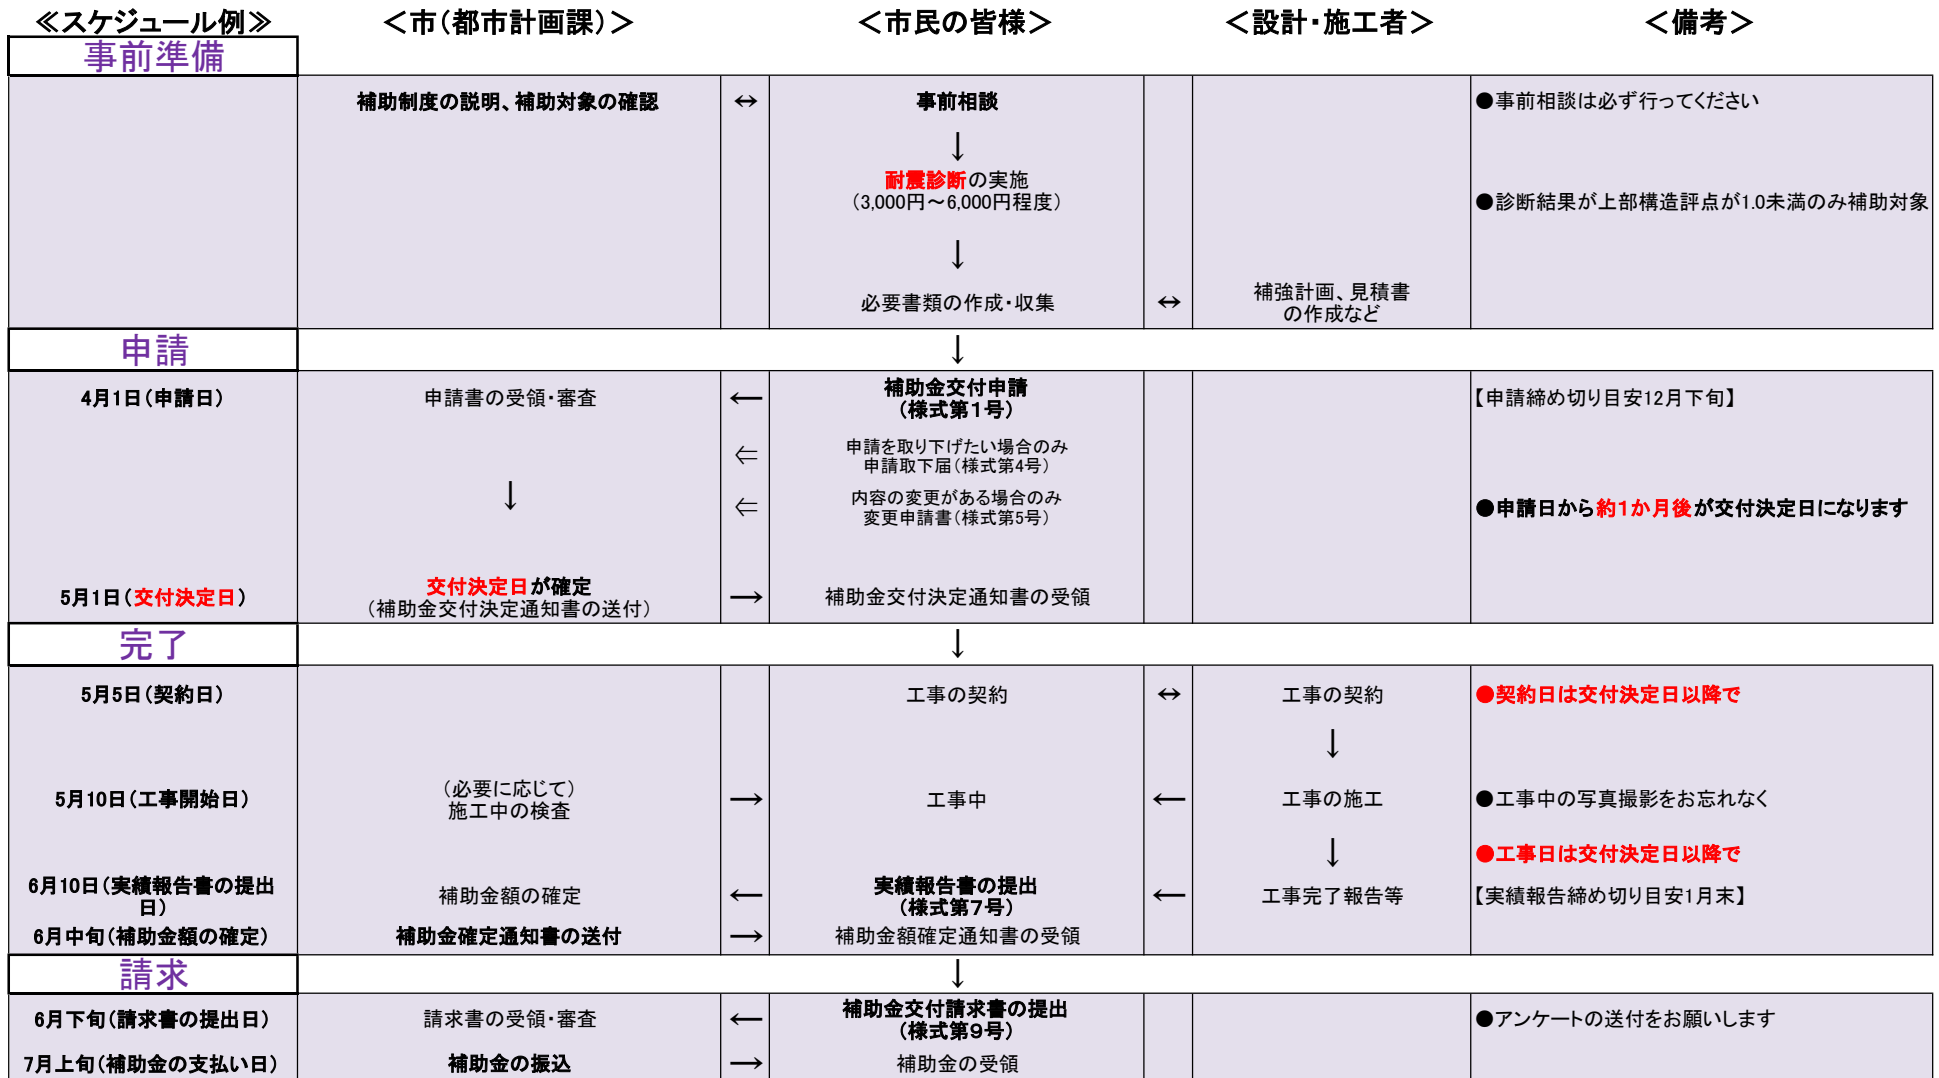 ≪スケジュール例≫ ＜市（都市計画課）＞ ＜市民の皆様＞ ＜設計・施工者＞ ＜備考＞
事前準備
補助制度の説明、補助対象の確認 ↔ 事前相談 ●事前相談は必ず行ってください
↓
耐震診断の実施
（3,000円～6,000円程度）
●診断結果が上部構造評点が1.0未満のみ補助対象
↓
必要書類の作成・収集 ↔ 補強計画、見積書
の作成など
申請 ↓
4月1日（申請日） 申請書の受領・審査 ← 補助金交付申請
（様式第１号）
【申請締め切り目安12月下旬】
⇐ 申請を取り下げたい場合のみ
申請取下届（様式第4号）
↓ ⇐ 内容の変更がある場合のみ
変更申請書（様式第5号）
●申請日から約１か月後が交付決定日になります
5月1日（交付決定日） 交付決定日が確定
（補助金交付決定通知書の送付） → 補助金交付決定通知書の受領
完了 ↓
5月5日（契約日） 工事の契約 ↔ 工事の契約 ●契約日は交付決定日以降で
↓
5月10日（工事開始日） （必要に応じて）
施工中の検査 → 工事中 ← 工事の施工 ●工事中の写真撮影をお忘れなく
↓ ●工事日は交付決定日以降で
6月10日（実績報告書の提出
日） 補助金額の確定 ← 実績報告書の提出
（様式第７号） ← 工事完了報告等 【実績報告締め切り目安1月末】
6月中旬（補助金額の確定） 補助金確定通知書の送付 → 補助金額確定通知書の受領
請求 ↓
6月下旬（請求書の提出日） 請求書の受領・審査 ← 補助金交付請求書の提出
（様式第９号） ●アンケートの送付をお願いします
7月上旬（補助金の支払い日） 補助金の振込 → 補助金の受領